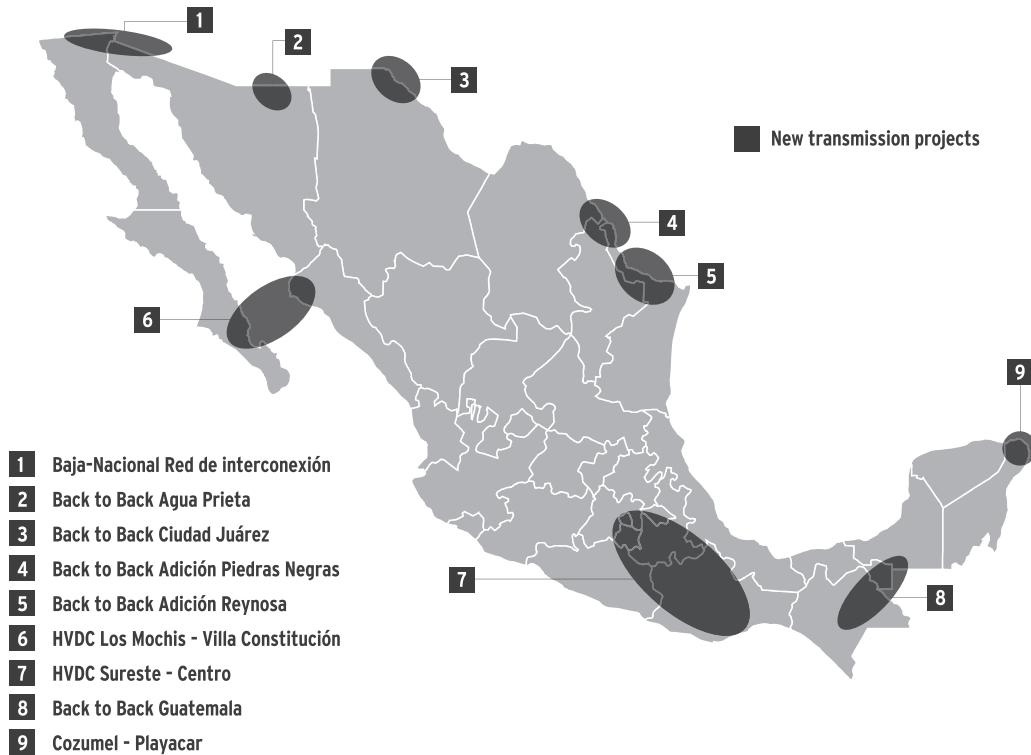 1
2
3
New transmission projects
4
5
6
9
1 Baja-Nacional Red de interconexión
2 Back to Back Agua Prieta
3 Back to Back Ciudad Juárez
4 Back to Back Adición Piedras Negras
5 Back to Back Adición Reynosa
6 HVDC Los Mochis - Villa Constitución
7 HVDC Sureste - Centro
8 Back to Back Guatemala
9 Cozumel - Playacar
7
8